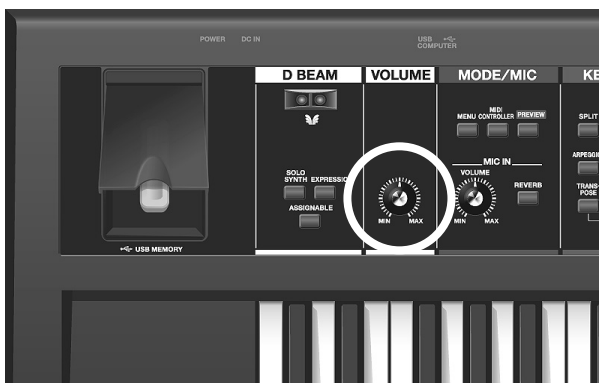 POWER DC IN
USB
COMPUTER
D BEAM
VOLUME
MODE/MIC
MIDI
MENU CONTROLLER PREVIEW
SPLIT
SOLO
SYNTH EXPRESSIO
ASSIGNABLE
MIC IN
VOLUME
REVERB
MIN MAX
MIN MAX
ARPEGGI
TRANS-
POSE
USB MEMORY